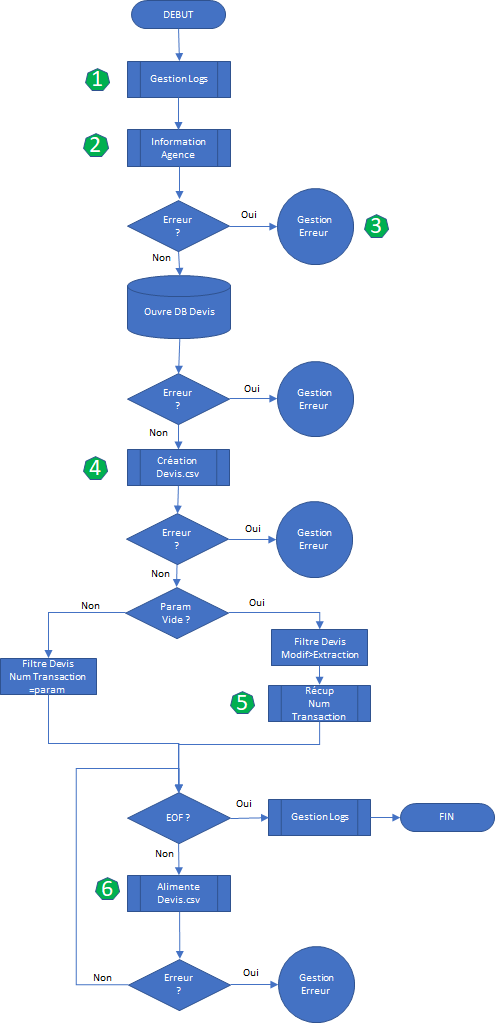 DEBUT
1
Gestion Logs
2
Information
Agence
Erreur
?
Oui
Gestion
Erreur
3
Non
Ouvre DB Devis
Erreur
?
Oui
Gestion
Erreur
Non
4
Création
Devis.csv
Erreur
?
Oui
Gestion
Erreur
Non
Param
Vide ?
Non
Oui
Filtre Devis
Num Transaction
=param
Filtre Devis
Modif>Extraction
5
Récup
Num
Transaction
EOF ?
Oui
Gestion Logs
FIN
Non
6
Alimente
Devis.csv
Erreur
?
Non
Oui
Gestion
Erreur